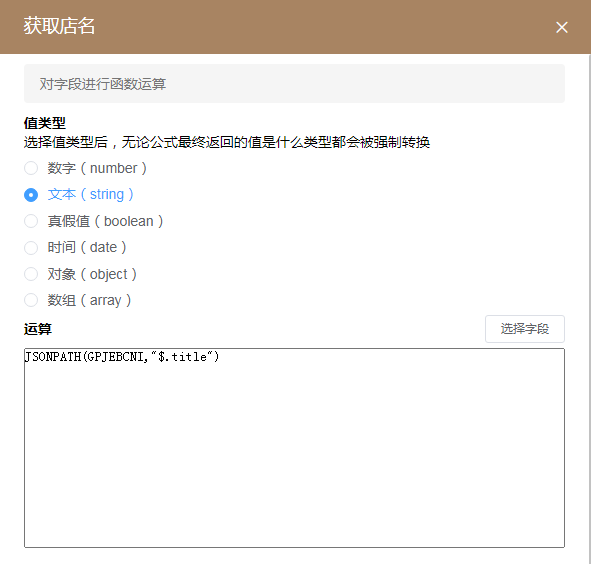 获取店名
对字段进行函数运算
值类型
选择值类型后，无论公式最终返回的值是什么类型都会被强制转换
数字（number）
文本（string）
真假值（boolean）
时间（date）
对象（object）
数组（array）
运算
选择字段
JSONPATH(GPJEBCNI,"$.title")